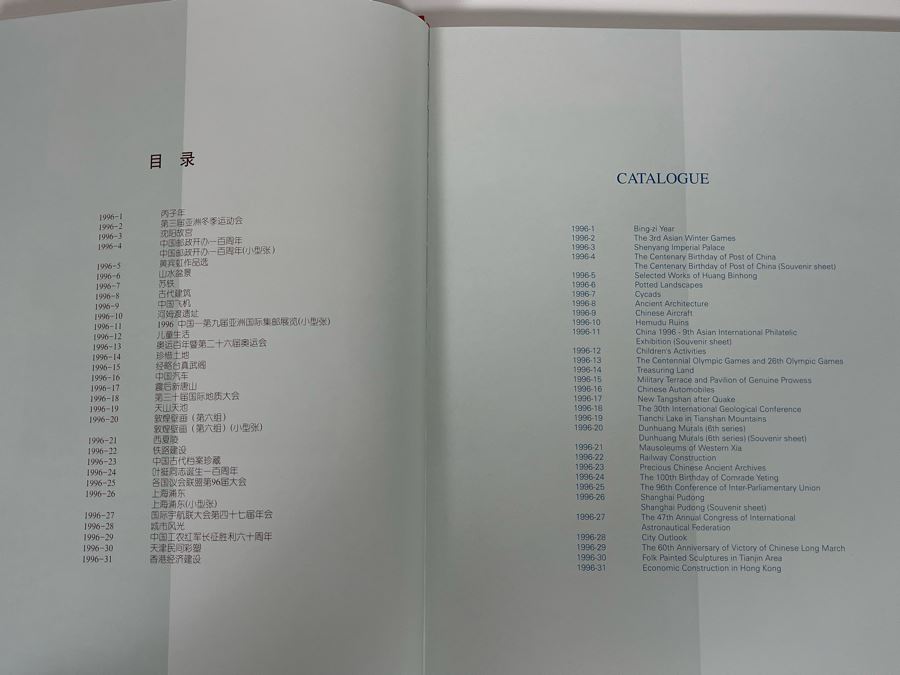 目 录
1996-1 丙子年
1996-2 第三届亚洲冬季运动会
1996-3 沈阳故宫
1996-4 中国邮政开办一百周年
中国邮政开办一百周年(小型张)
1996-5 黄宾虹作品选
1996-6 山水盆景
1996-7 苏铁
1996-8 古代建筑
1996-9 中国飞机
1996-10 河姆渡遗址
1996-11 1996 中国一第九届亚洲国际集邮展览(小型张)
1996-12 儿童生活
1996-13 奥运百年暨第二十六届奥运会
1996-14 珍惜土地
1996-15 经略台真武阁
1996-16 中国汽车
1996-17 震后新唐山
1996-18 第三十届国际地质大会
1996-19 天山天池
1996-20 敦煌壁画（第六组）
敦煌壁画（第六组）(小型张)
1996-21 西夏陵
1996-22 铁路建设
1996-23 中国古代档案珍藏
1996-24 叶挺同志诞生一百周年
1996-25 各国议会联盟第96届大会
1996-26 上海浦东
上海浦东(小型张)
1996-27 国际宇航联大会第四十七届年会
1996-28 城市风光
1996-29 中国工农红军长征胜利六十周年
1996-30 天津民间彩塑
1996-31 香港经济建设
CATALOGUE
1996-1 Bing-zi Year
1996-2 The 3rd Asian Winter Games
1996-3 Shenyang Imperial Palace
1996-4 The Centenary Birthday of Post of China
The Centenary Birthday of Post of China (Souvenir sheet)
1996-5 Selected Works of Huang Binhong
1996-6 Potted Landscapes
1996-7 Cycads
1996-8 Ancient Architecture
1996-9 Chinese Aircraft
1996-10 Hemudu Ruins
1996-11 China 1996 - 9th Asian International Philatelic
Exhibition (Souvenir sheet)
1996-12 Children's Activities
1996-13 The Centennial Olympic Games and 26th Olympic Games
1996-14 Treasuring Land
1996-15 Military Terrace and Pavilion of Genuine Prowess
1996-16 Chinese Automobiles
1996-17 New Tangshan after Quake
1996-18 The 30th International Geological Conference
1996-19 Tianchi Lake in Tianshan Mountains
1996-20 Dunhuang Murals (6th series)
Dunhuang Murals (6th series) (Souvenir sheet)
1996-21 Mausoleums of Western Xia
1996-22 Railway Construction
1996-23 Precious Chinese Ancient Archives
1996-24 The 100th Birthday of Comrade Yeting
1996-25 The 96th Conference of Inter-Parliamentary Union
1996-26 Shanghai Pudong
Shanghai Pudong (Souvenir sheet)
1996-27 The 47th Annual Congress of International
Astronautical Federation
1996-28 City Outlook
1996-29 The 60th Anniversary of Victory of Chinese Long March
1996-30 Folk Painted Sculptures in Tianjin Area
1996-31 Economic Construction in Hong Kong